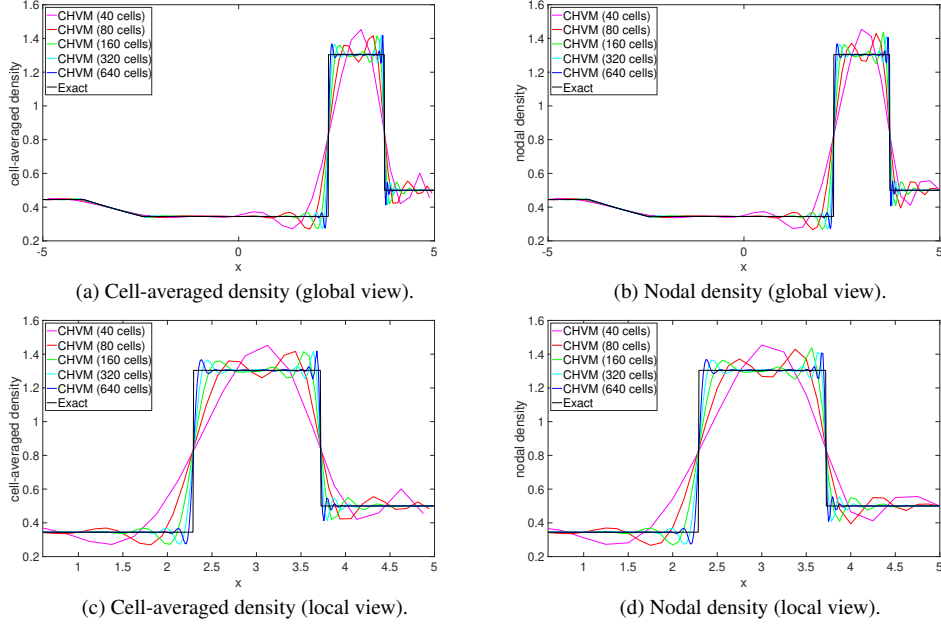 1.6
1.4
1.2
1
0.8
0.6
0.4
0.2
cell-averaged density
CHVM (40 cells)
CHVM (80 cells)
CHVM (160 cells)
CHVM (320 cells)
CHVM (640 cells)
Exact
-5 0 5
x
(a) Cell-averaged density (global view).
1.6
1.4
1.2
1
0.8
0.6
0.4
0.2
nodal density
CHVM (40 cells)
CHVM (80 cells)
CHVM (160 cells)
CHVM (320 cells)
CHVM (640 cells)
Exact
-5 0 5
x
(b) Nodal density (global view).
1.6
1.4
1.2
1
0.8
0.6
0.4
0.2
cell-averaged density
CHVM (40 cells)
CHVM (80 cells)
CHVM (160 cells)
CHVM (320 cells)
CHVM (640 cells)
Exact
1 1.5 2 2.5 3 3.5 4 4.5 5
x
(c) Cell-averaged density (local view).
1.6
1.4
1.2
1
0.8
0.6
0.4
0.2
nodal density
CHVM (40 cells)
CHVM (80 cells)
CHVM (160 cells)
CHVM (320 cells)
CHVM (640 cells)
Exact
1 1.5 2 2.5 3 3.5 4 4.5 5
x
(d) Nodal density (local view).